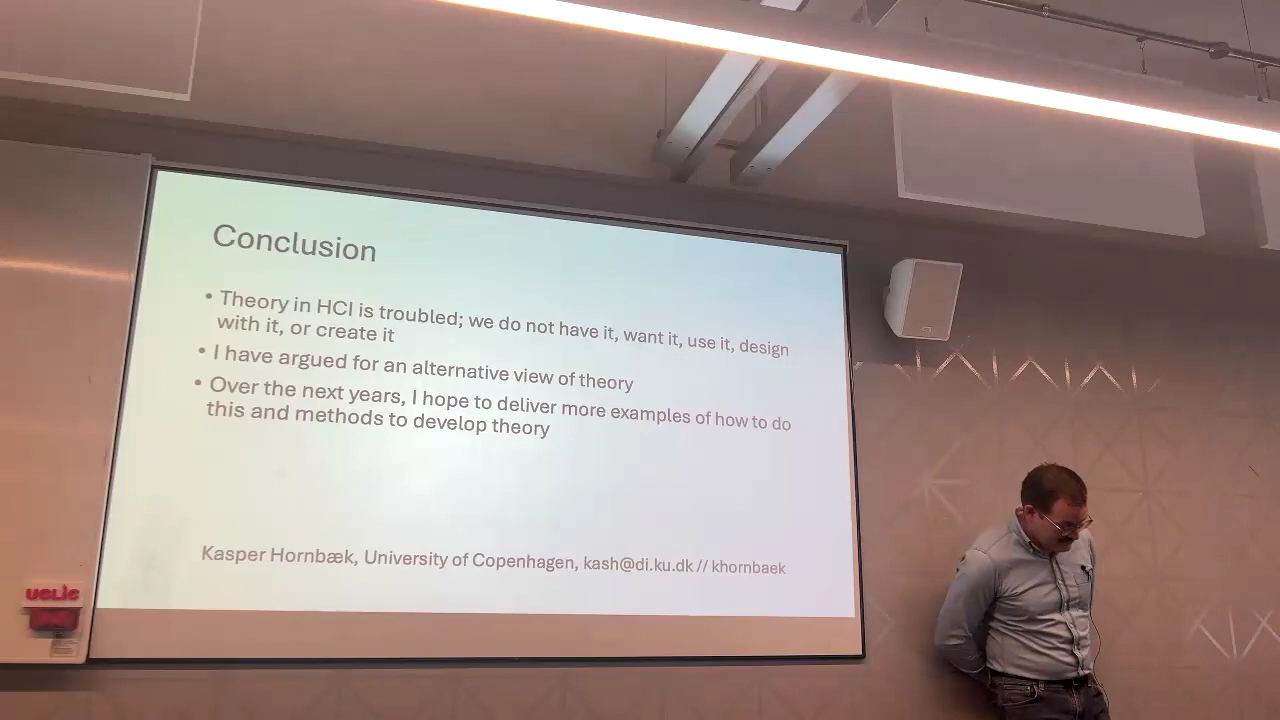 Conclusion
• Theory in HCI is troubled; we do not have it, want it, use it, design
with it, or create it
• I have argued for an alternative view of theory
• Over the next years, I hope to deliver more examples of how to do
this and methods to develop theory
Kasper Hornbæk, University of Copenhagen, kash@di.ku.dk // khornbaek
uclic